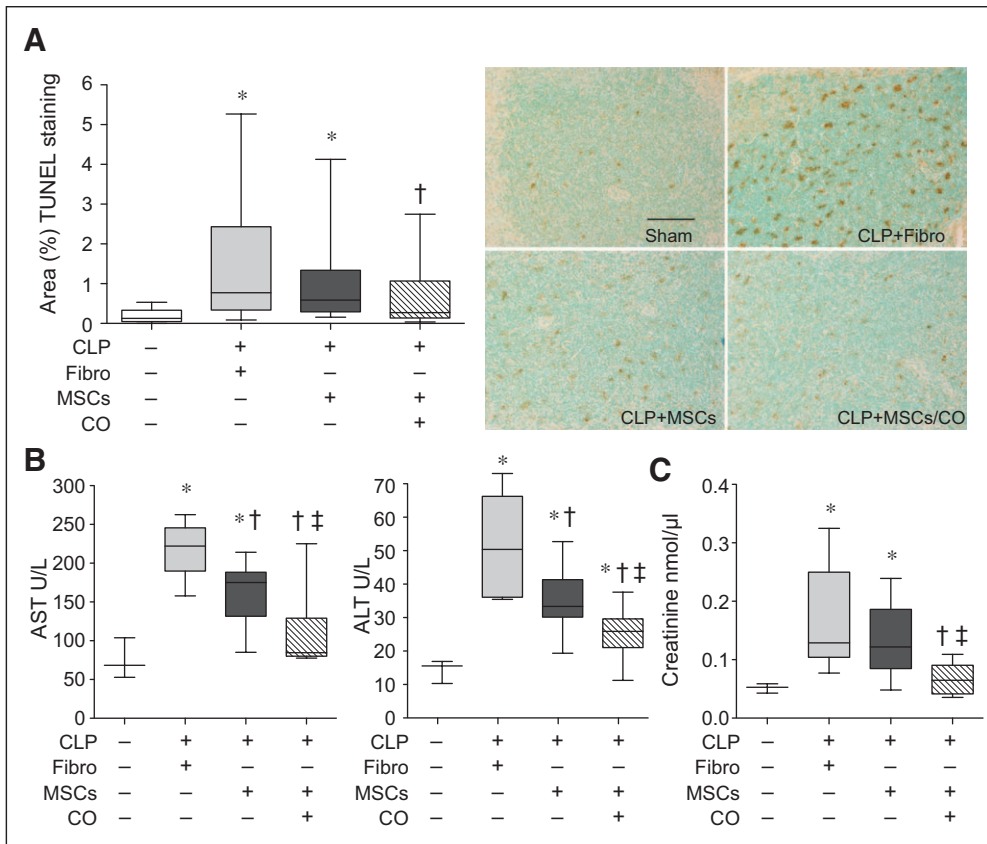 A
Area (%) TUNEL staining
6
5
4
3
2
1
0
* * †
CLP – + + +
Fibro – + – –
MSCs – – + +
CO – – – +
Sham
CLP+Fibro
CLP+MSCs
CLP+MSCs/CO
B
AST U/L
300
250
200
150
100
50
0
* *† †‡
CLP – + + +
Fibro – + – –
MSCs – – + +
CO – – – +
ALT U/L
70
60
50
40
30
20
10
0
* *† *†‡
CLP – + + +
Fibro – + – –
MSCs – – + +
CO – – – +
C
Creatinine nmol/µl
0.4
0.3
0.2
0.1
0.0
* * †‡
CLP – + + +
Fibro – + – –
MSCs – – + +
CO – – – +